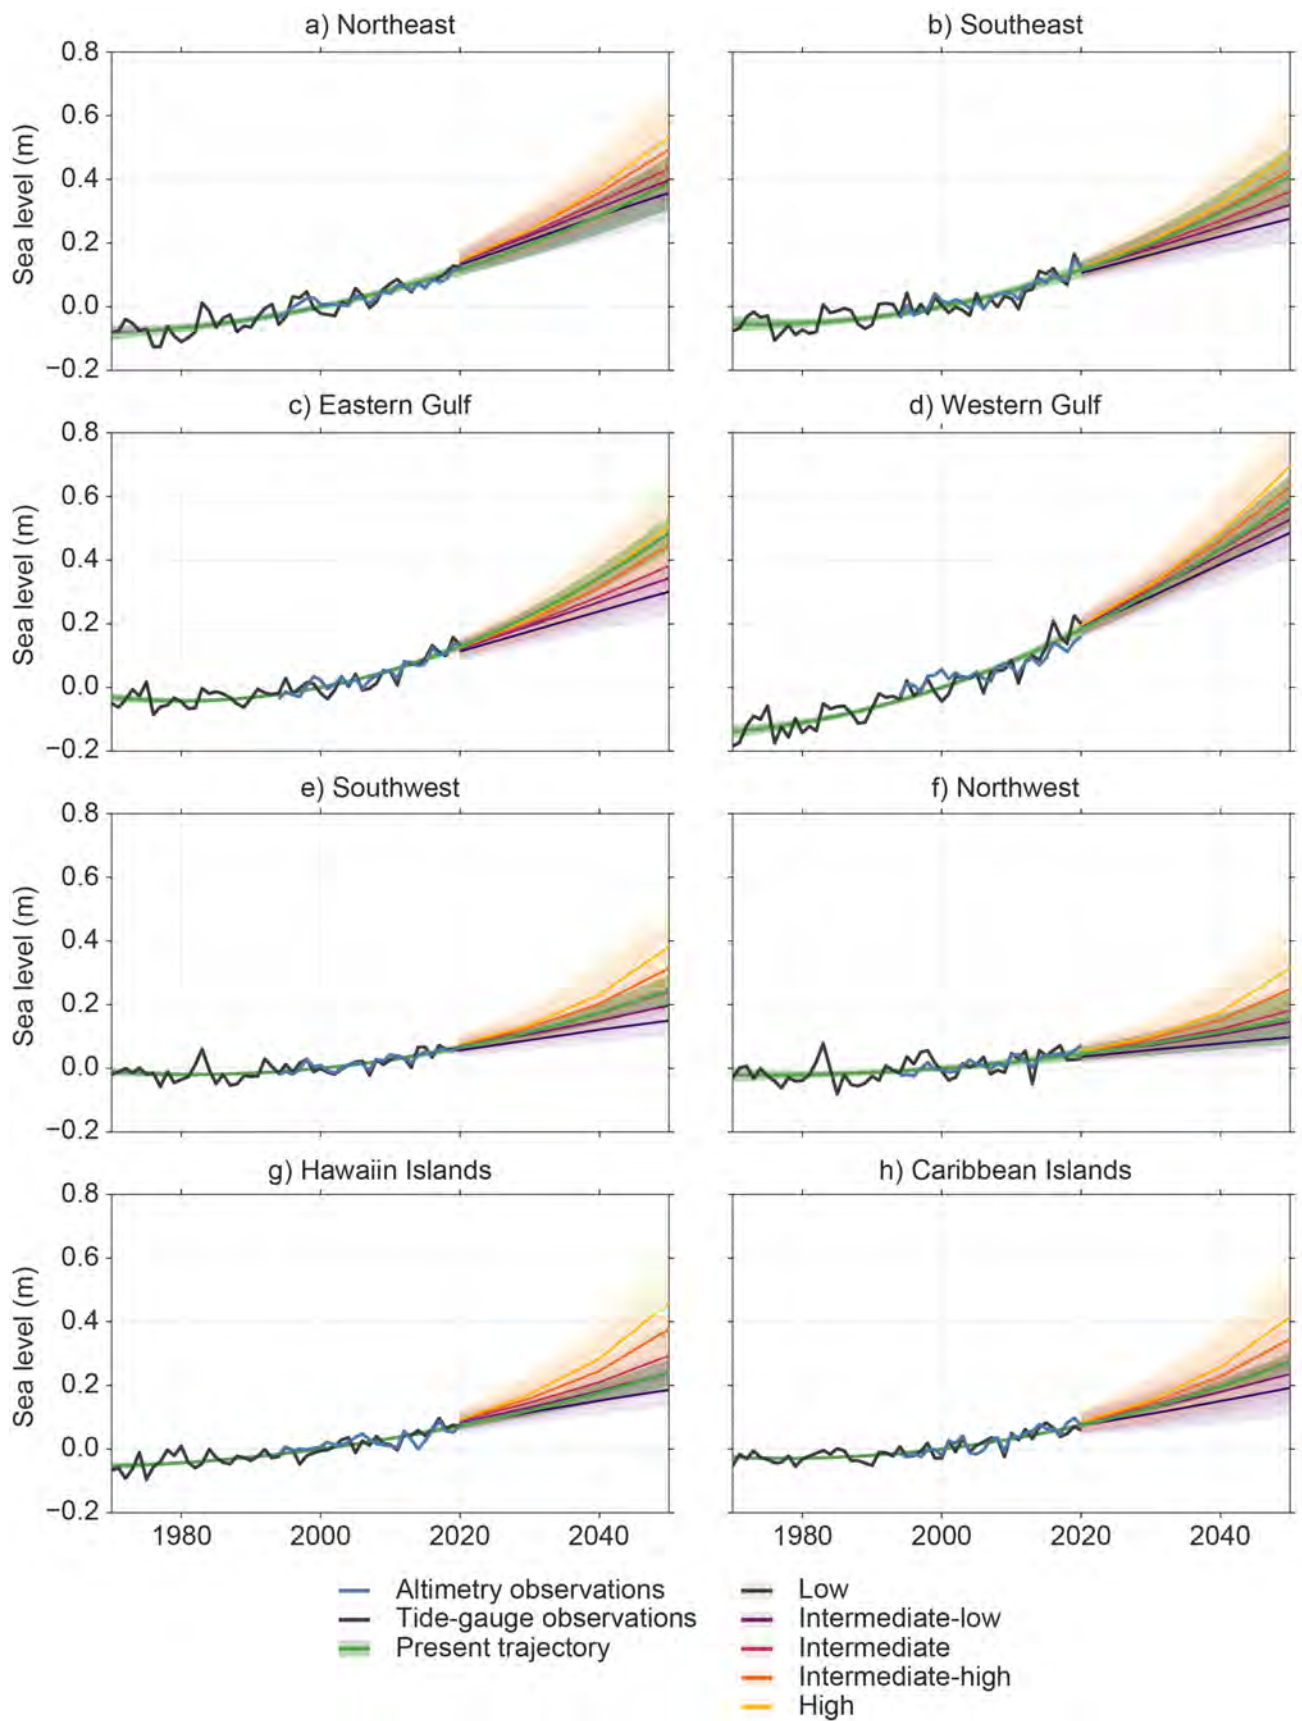 a) Northeast
b) Southeast
0.8
0.6
0.4
0.2
0.0
−0.2
Sea level (m)
c) Eastern Gulf
d) Western Gulf
0.8
0.6
0.4
0.2
0.0
−0.2
Sea level (m)
e) Southwest
f) Northwest
0.8
0.6
0.4
0.2
0.0
−0.2
Sea level (m)
g) Hawaiin Islands
h) Caribbean Islands
0.8
0.6
0.4
0.2
0.0
−0.2
Sea level (m)
1980 2000 2020 2040
1980 2000 2020 2040
Altimetry observations
Tide-gauge observations
Present trajectory
Low
Intermediate-low
Intermediate
Intermediate-high
High